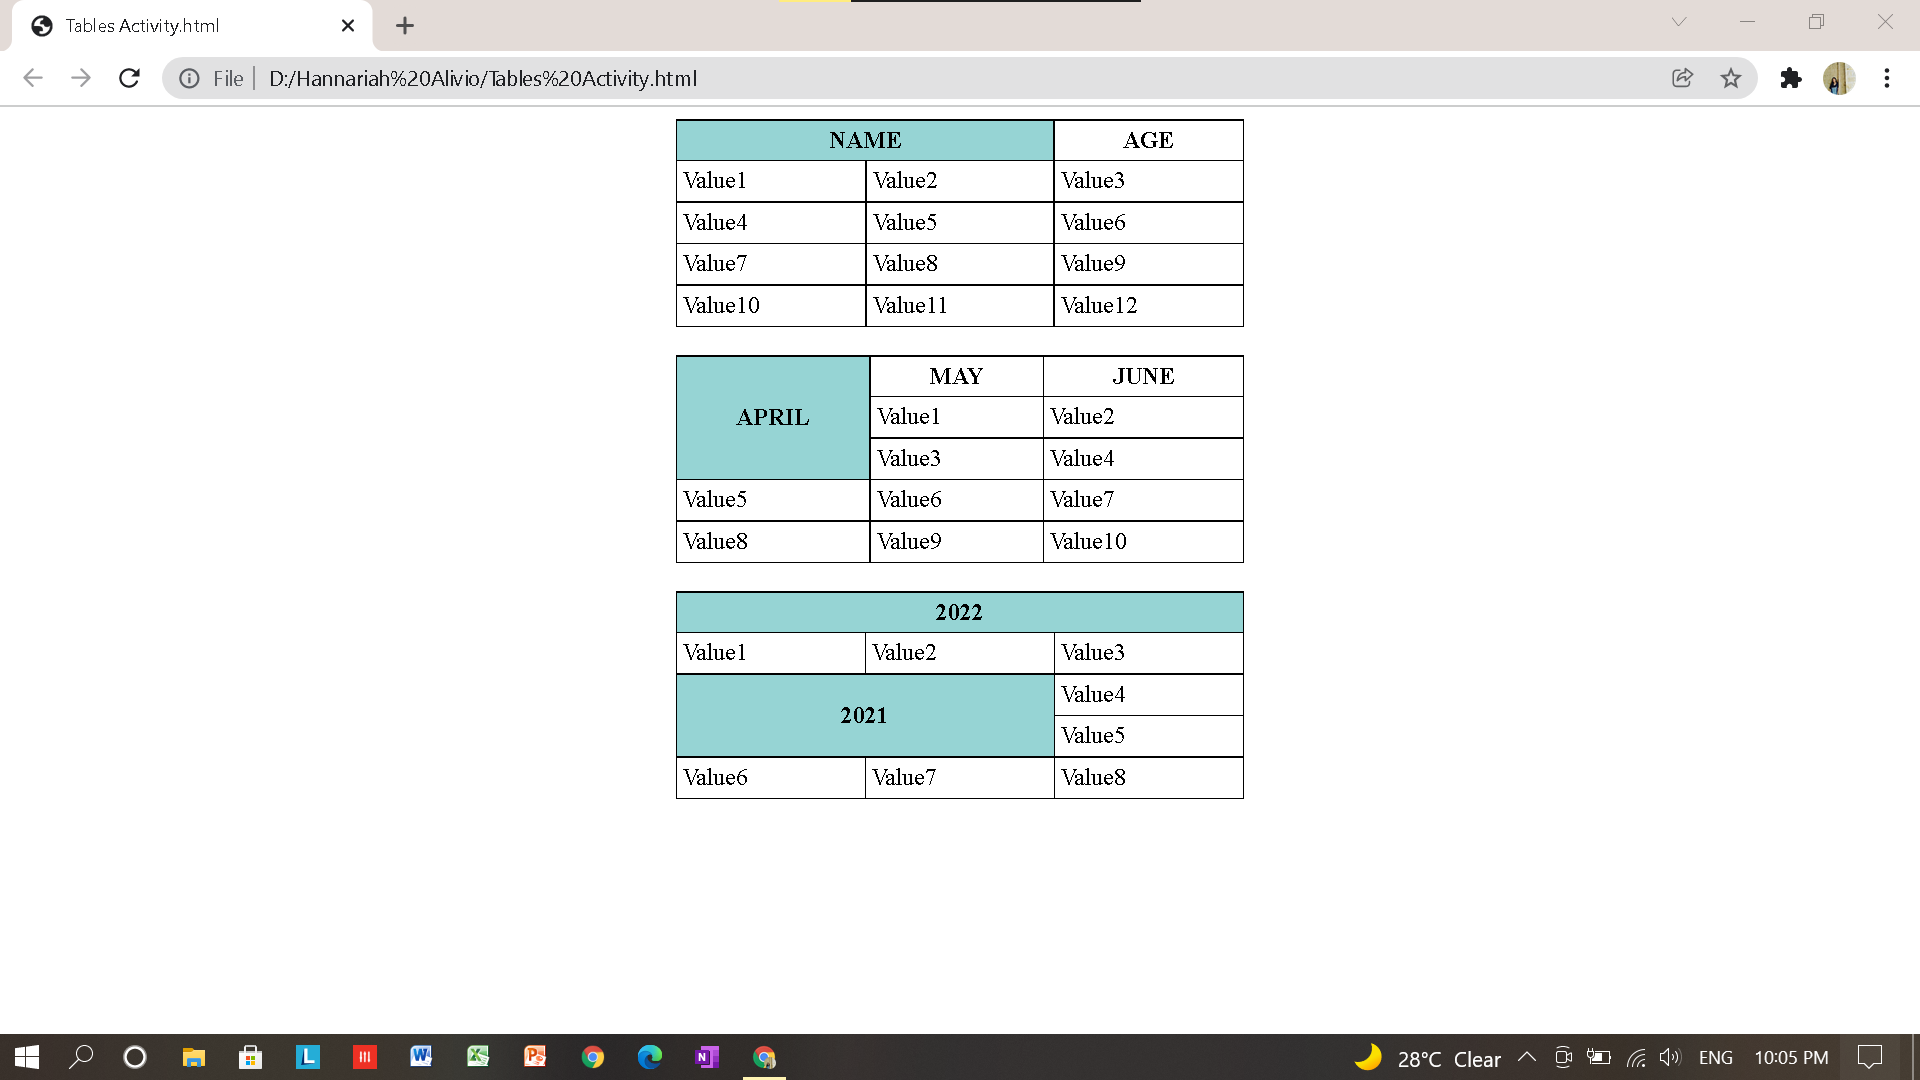 Tables Activity.html
File | D:/Hannariah%20Alivio/Tables%20Activity.html
NAME AGE
Value1 Value2 Value3
Value4 Value5 Value6
Value7 Value8 Value9
Value10 Value11 Value12
APRIL MAY JUNE
Value1 Value2
Value3 Value4
Value5 Value6 Value7
Value8 Value9 Value10
2022
Value1 Value2 Value3
2021 Value4
Value5
Value6 Value7 Value8
28°C Clear ENG 10:05 PM